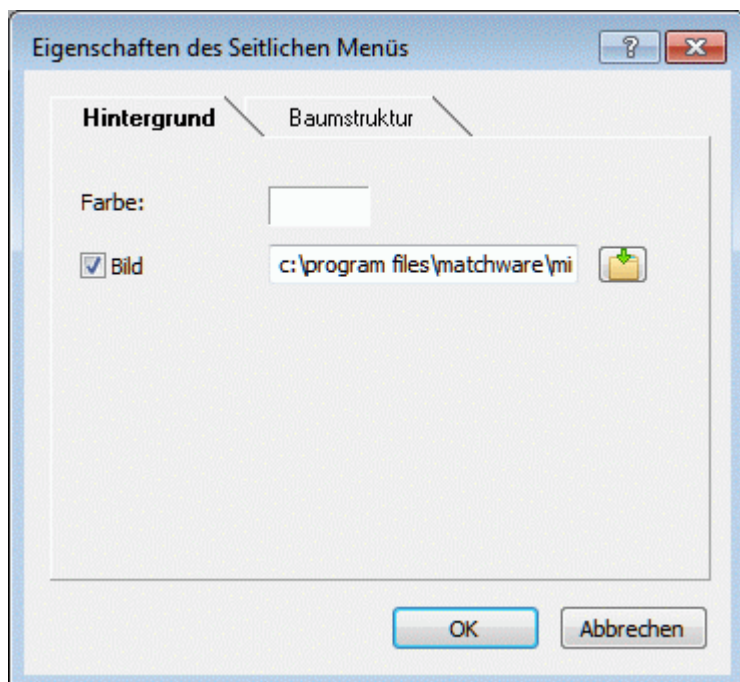 Eigenschaften des Seitlichen Menüs
Hintergrund Baumstruktur
Farbe:
Bild c:\program files\matchware\mi
OK Abbrechen